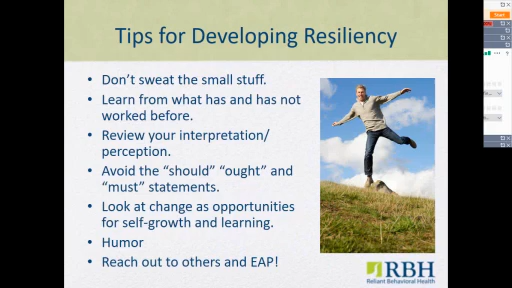 Tips for Developing Resiliency
• Don't sweat the small stuff.
• Learn from what has and has not
worked before.
• Review your interpretation/
perception.
• Avoid the “should” “ought” and
“must” statements.
• Look at change as opportunities
for self-growth and learning.
• Humor
• Reach out to others and EAP!
RBH
Reliant Behavioral Health
Start